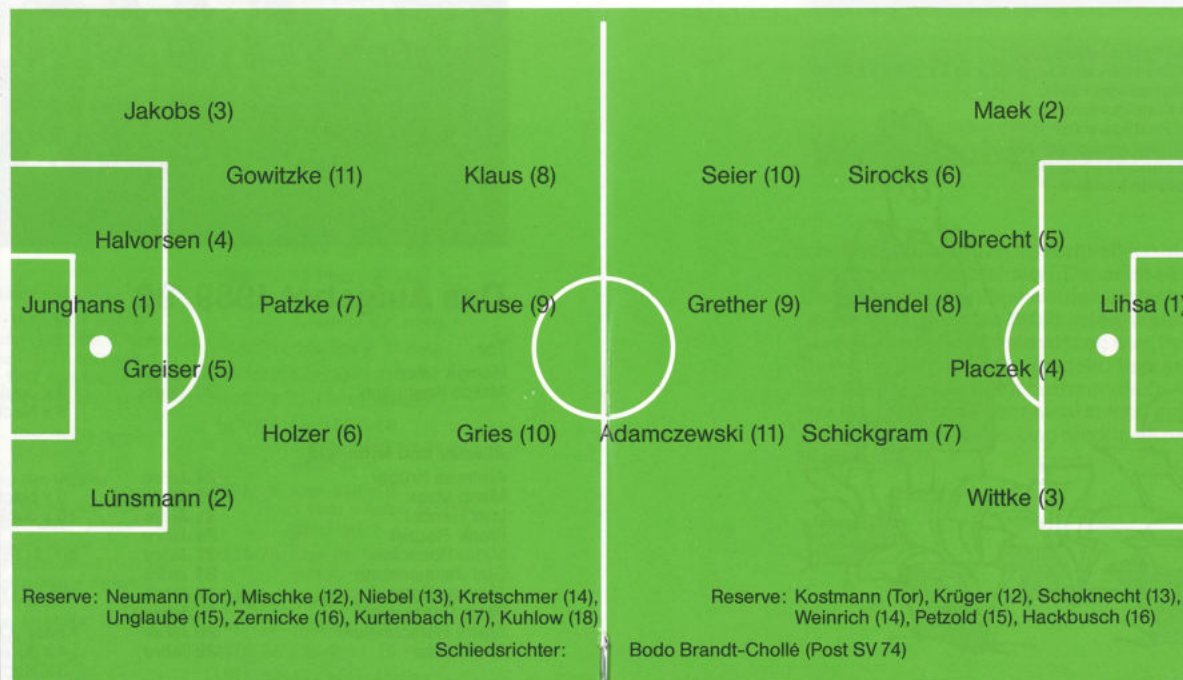 Jakobs (3)
Maek (2)
Gowitzke (11)
Klaus (8)
Seier (10)
Sirocks (6)
Halvorsen (4)
Olbrecht (5)
Junghans (1)
Patzke (7)
Kruse (9)
Grether (9)
Hendel (8)
Lihsa (1)
Greiser (5)
Placzek (4)
Holzer (6)
Gries (10)
Adamczewski (11)
Schickgram (7)
Lünsmann (2)
Wittke (3)
Reserve: Neumann (Tor), Mischke (12), Niebel (13), Kretschmer (14),
Unglaube (15), Zernicke (16), Kurtenbach (17), Kuhlow (18)
Reserve: Kostmann (Tor), Krüger (12), Schoknecht (13),
Weinrich (14), Petzold (15), Hackbusch (16)
Schiedsrichter: Bodo Brandt-Chollé (Post SV 74)